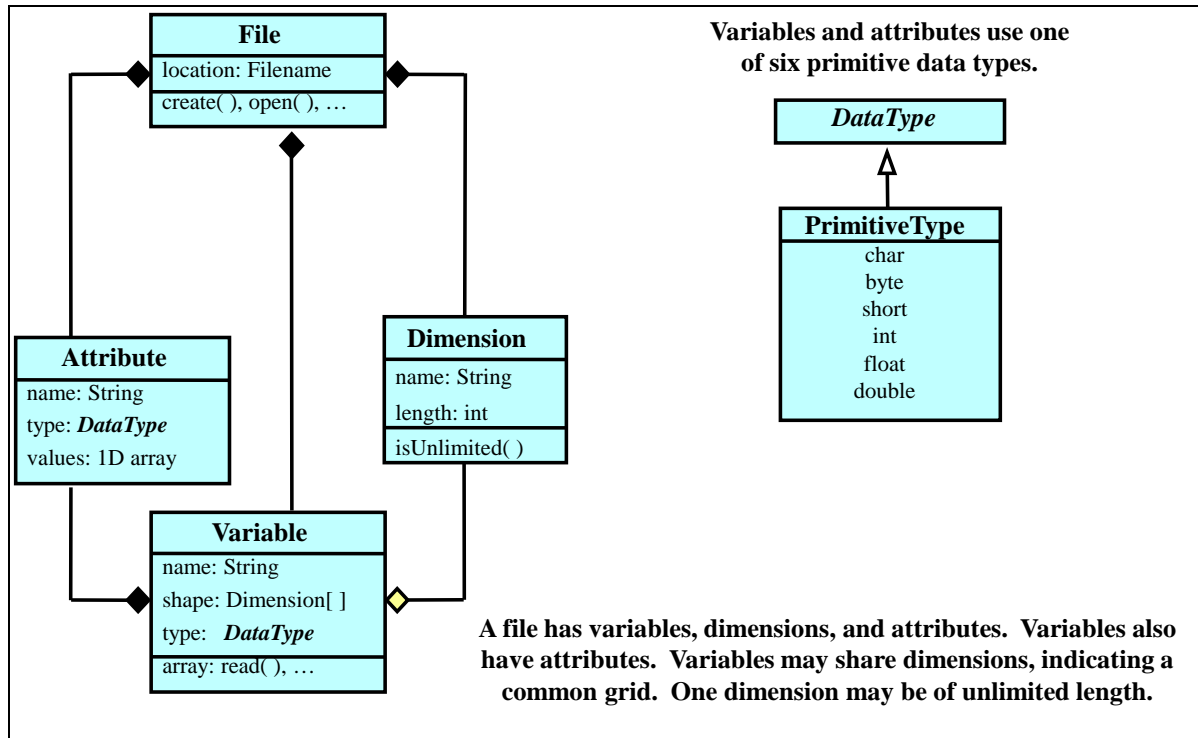 File
location: Filename
create( ), open( ), …
Attribute
name: String
type: DataType
values: 1D array
Dimension
name: String
length: int
isUnlimited( )
Variable
name: String
shape: Dimension[ ]
type: DataType
array: read( ), …
Variables and attributes use one
of six primitive data types.
DataType
PrimitiveType
char
byte
short
int
float
double
A file has variables, dimensions, and attributes. Variables also
have attributes. Variables may share dimensions, indicating a
common grid. One dimension may be of unlimited length.